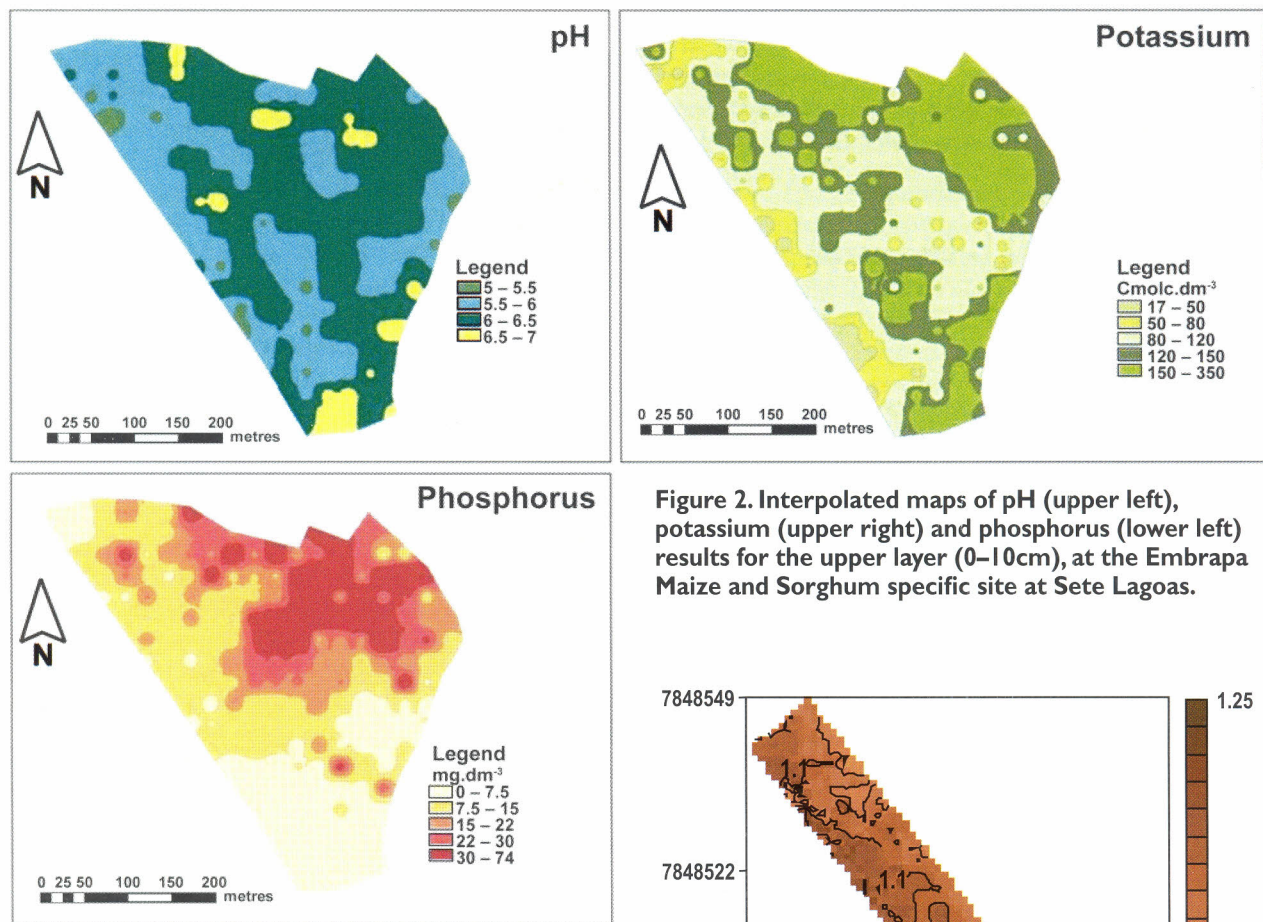 pH
N
Legend
5 – 5.5
5.5 – 6
6 – 6.5
6.5 – 7
0 25 50 100 150 200 metres
Potassium
N
Legend
Cmolc.dm⁻³
17 – 50
50 – 80
80 – 120
120 – 150
150 – 350
0 25 50 100 150 200 metres
Phosphorus
N
Legend
mg.dm⁻³
0 – 7.5
7.5 – 15
15 – 22
22 – 30
30 – 74
0 25 50 100 150 200 metres
Figure 2. Interpolated maps of pH (upper left),
potassium (upper right) and phosphorus (lower left)
results for the upper layer (0–10cm), at the Embrapa
Maize and Sorghum specific site at Sete Lagoas.
7848549
1.25
1.1
7848522
1.1